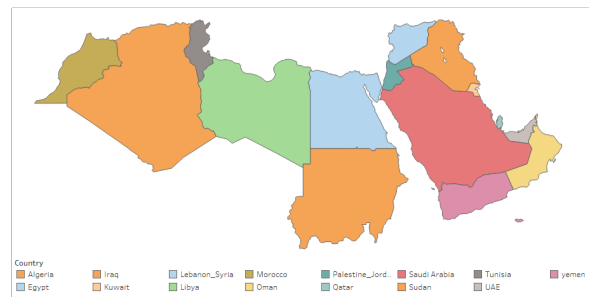 Country
Algeria Iraq Lebanon_Syria Morocco Palestine_Jord.. Saudi Arabia Tunisia yemen
Egypt Kuwait Libya Oman Qatar Sudan UAE